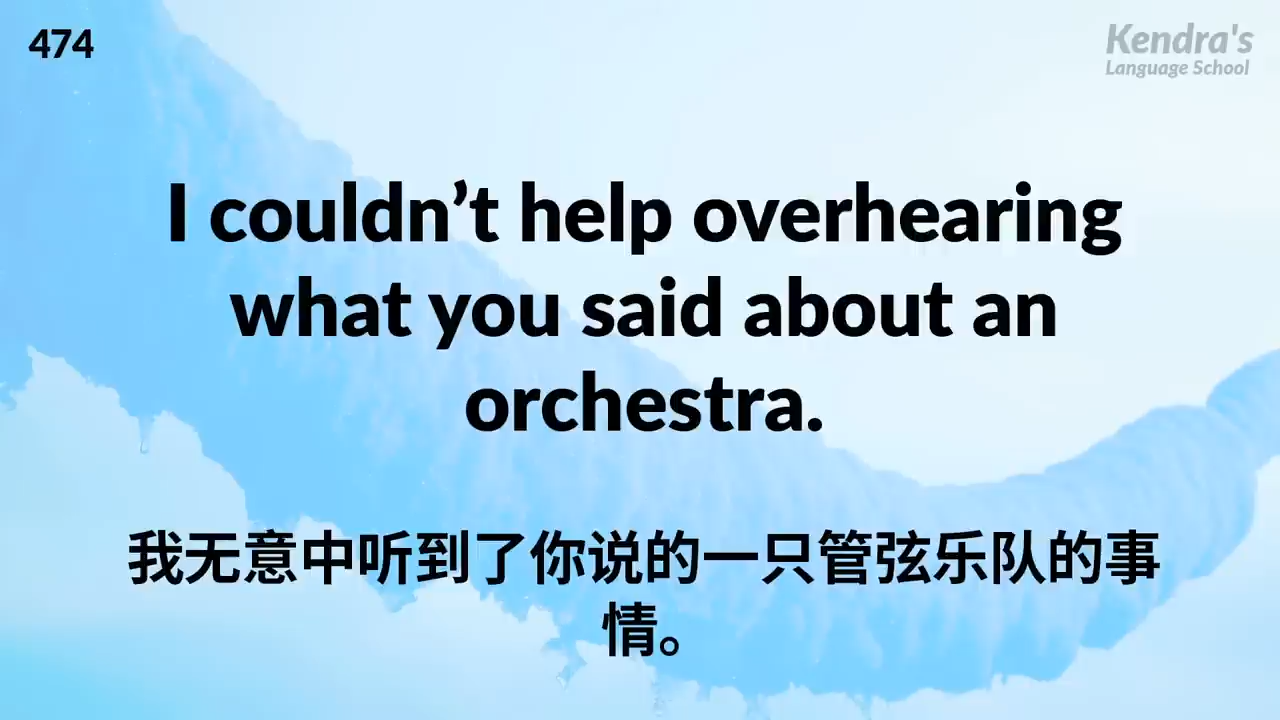 474
Kendra's
Language School
I couldn’t help overhearing
what you said about an
orchestra.
我无意中听到了你说的一只管弦乐队的事
情。